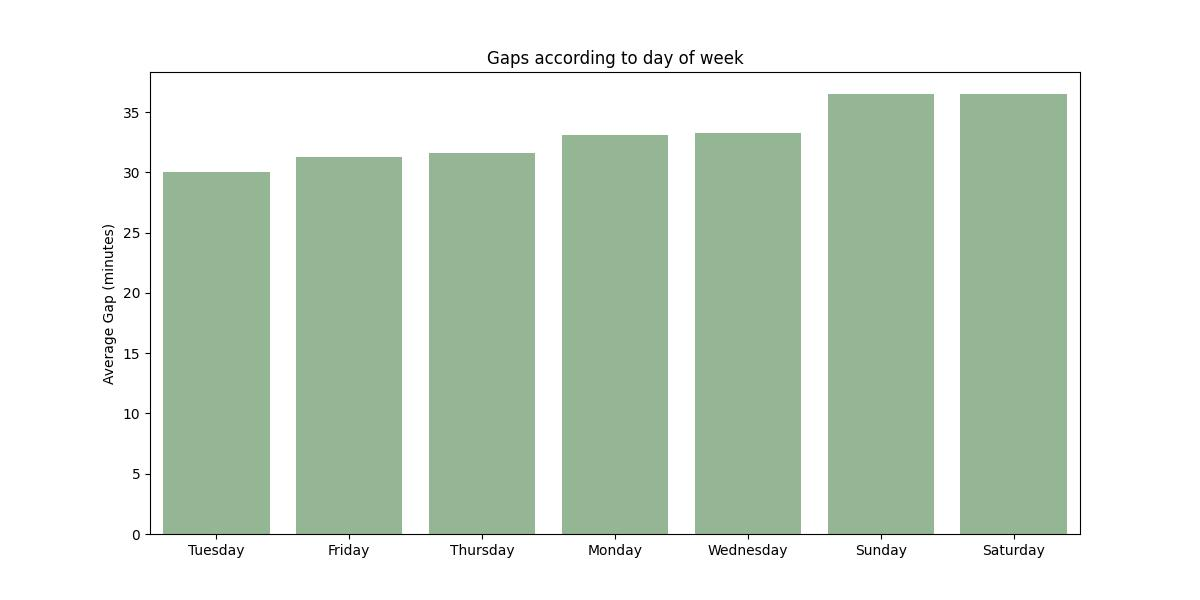 Gaps according to day of week
Average Gap (minutes)
35
30
25
20
15
10
5
0
Tuesday Friday Thursday Monday Wednesday Sunday Saturday